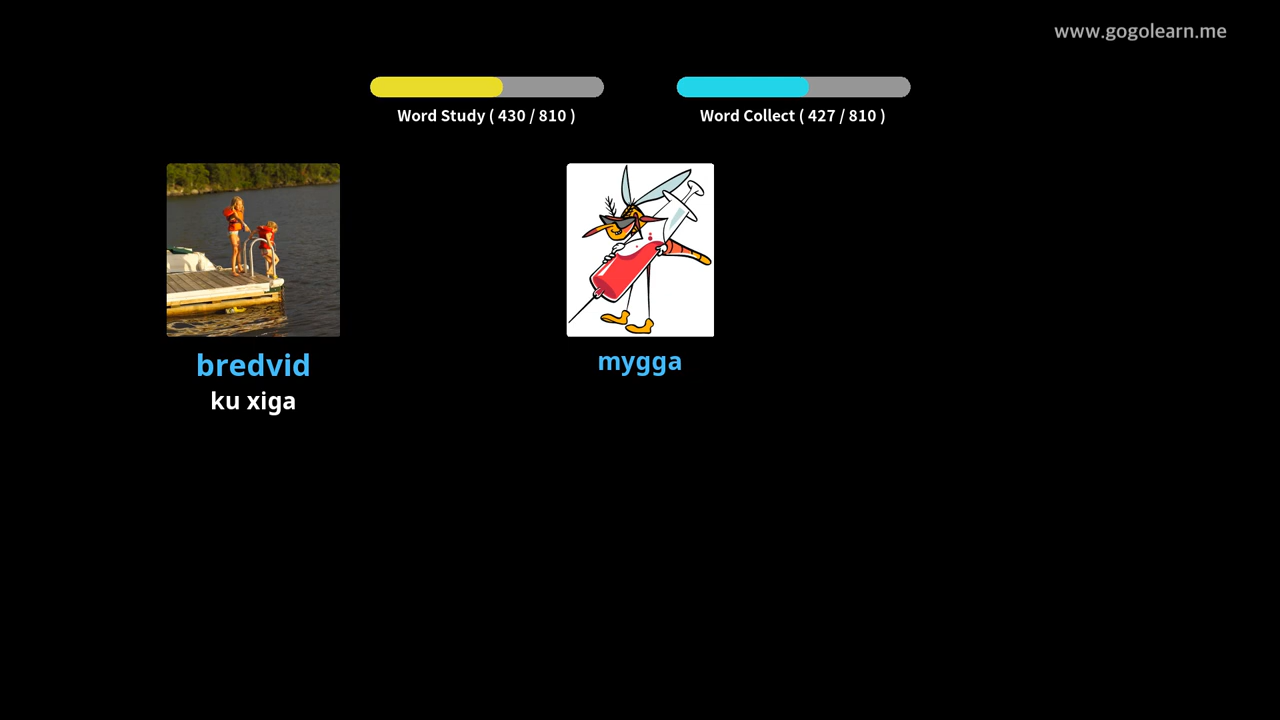 www.gogolearn.me
Word Study ( 430 / 810 )
Word Collect ( 427 / 810 )
bredvid
ku xiga
mygga